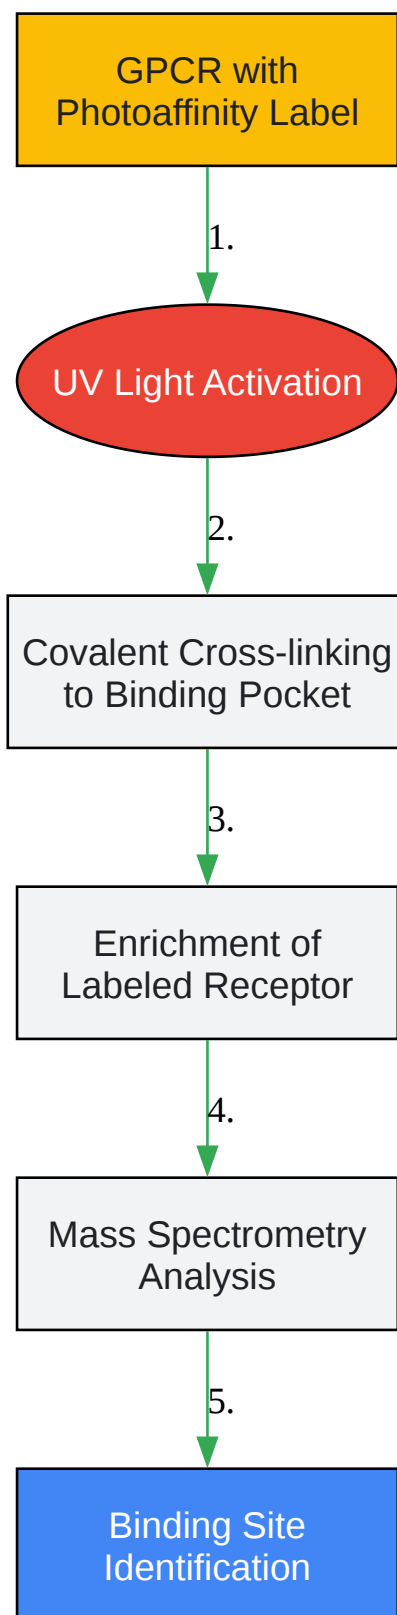 GPCR with
Photoaffinity Label
1.
UV Light Activation
2.
Covalent Cross-linking
to Binding Pocket
3.
Enrichment of
Labeled Receptor
4.
Mass Spectrometry
Analysis
5.
Binding Site
Identification